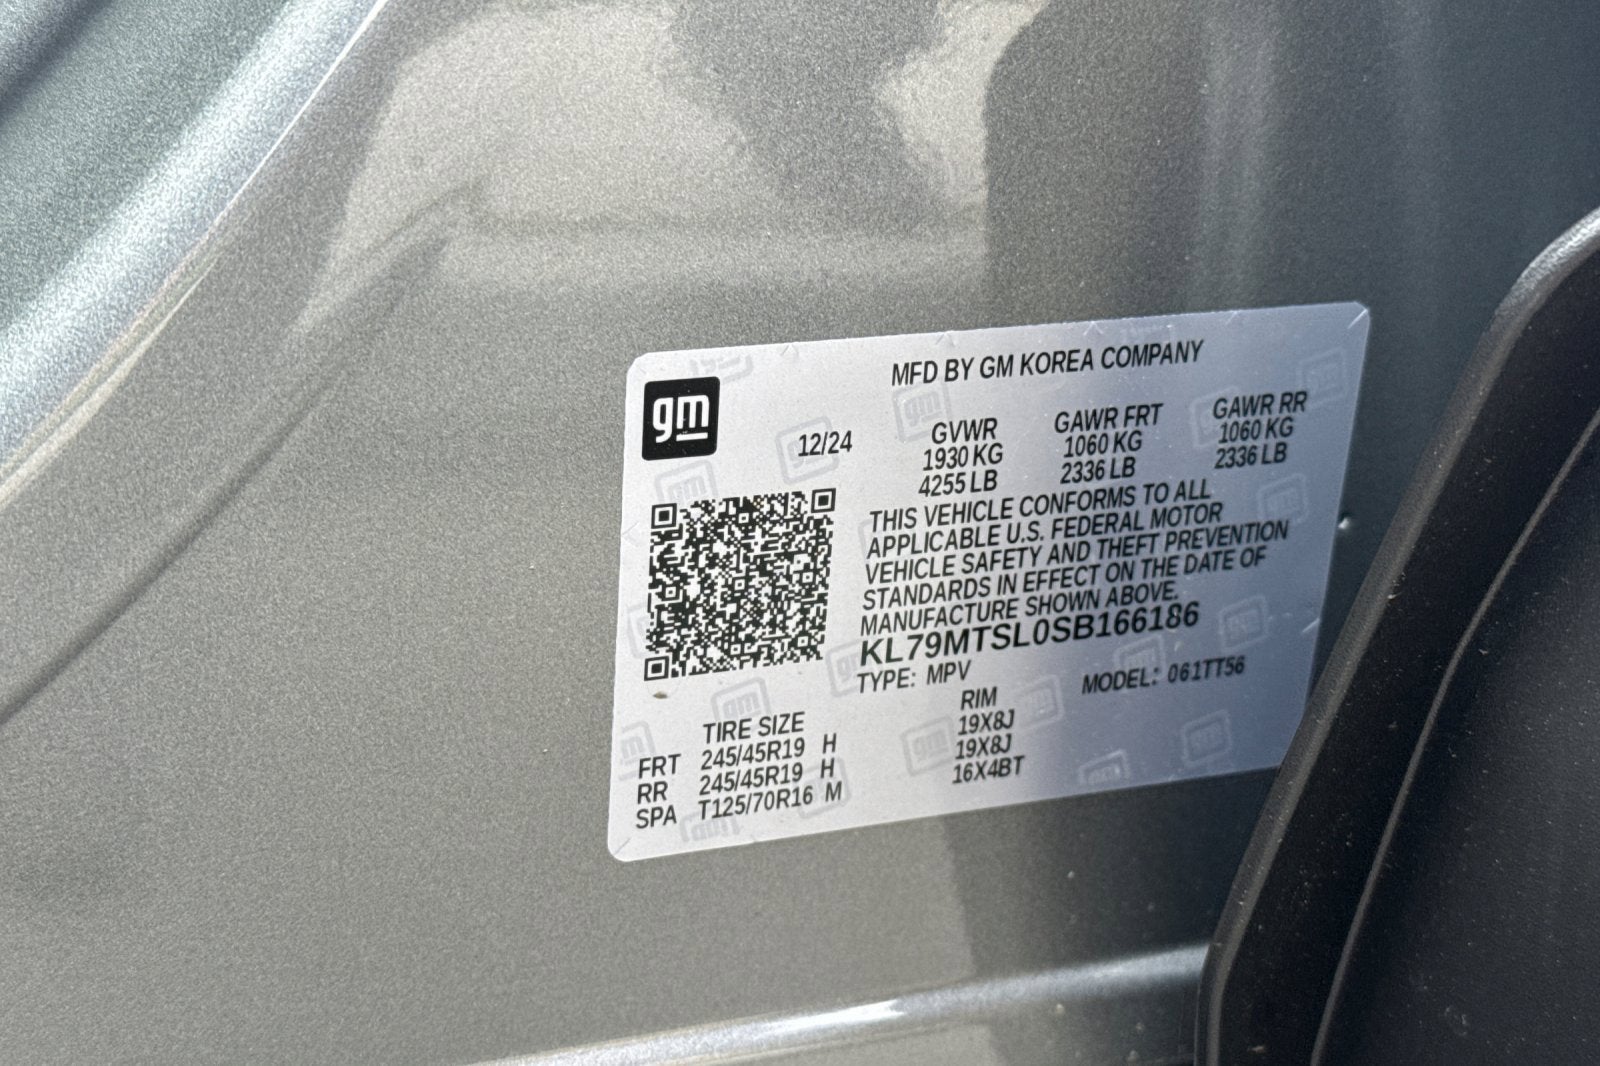 gm
MFD BY GM KOREA COMPANY
12/24 GVWR GAWR FRT GAWR RR
1930 KG 1060 KG 1060 KG
4255 LB 2336 LB 2336 LB
THIS VEHICLE CONFORMS TO ALL
APPLICABLE U.S. FEDERAL MOTOR
VEHICLE SAFETY AND THEFT PREVENTION
STANDARDS IN EFFECT ON THE DATE OF
MANUFACTURE SHOWN ABOVE.
KL79MTSL0SB166186
TYPE: MPV MODEL: 061TT56
TIRE SIZE RIM
FRT 245/45R19 H 19X8J
RR 245/45R19 H 19X8J
SPA T125/70R16 M 16X4BT